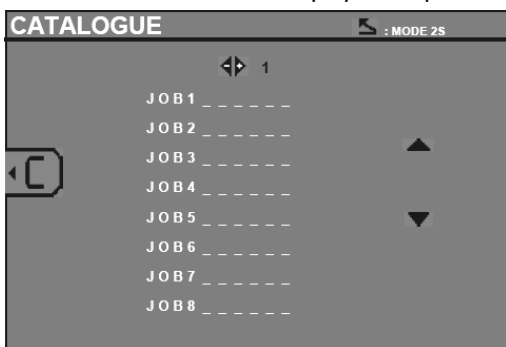 CATALOGUE : MODE 2S
1
JOB1 _ _ _ _ _ _
JOB2 _ _ _ _ _ _
JOB3 _ _ _ _ _ _
JOB4 _ _ _ _ _ _
JOB5 _ _ _ _ _ _
JOB6 _ _ _ _ _ _
JOB7 _ _ _ _ _ _
JOB8 _ _ _ _ _ _